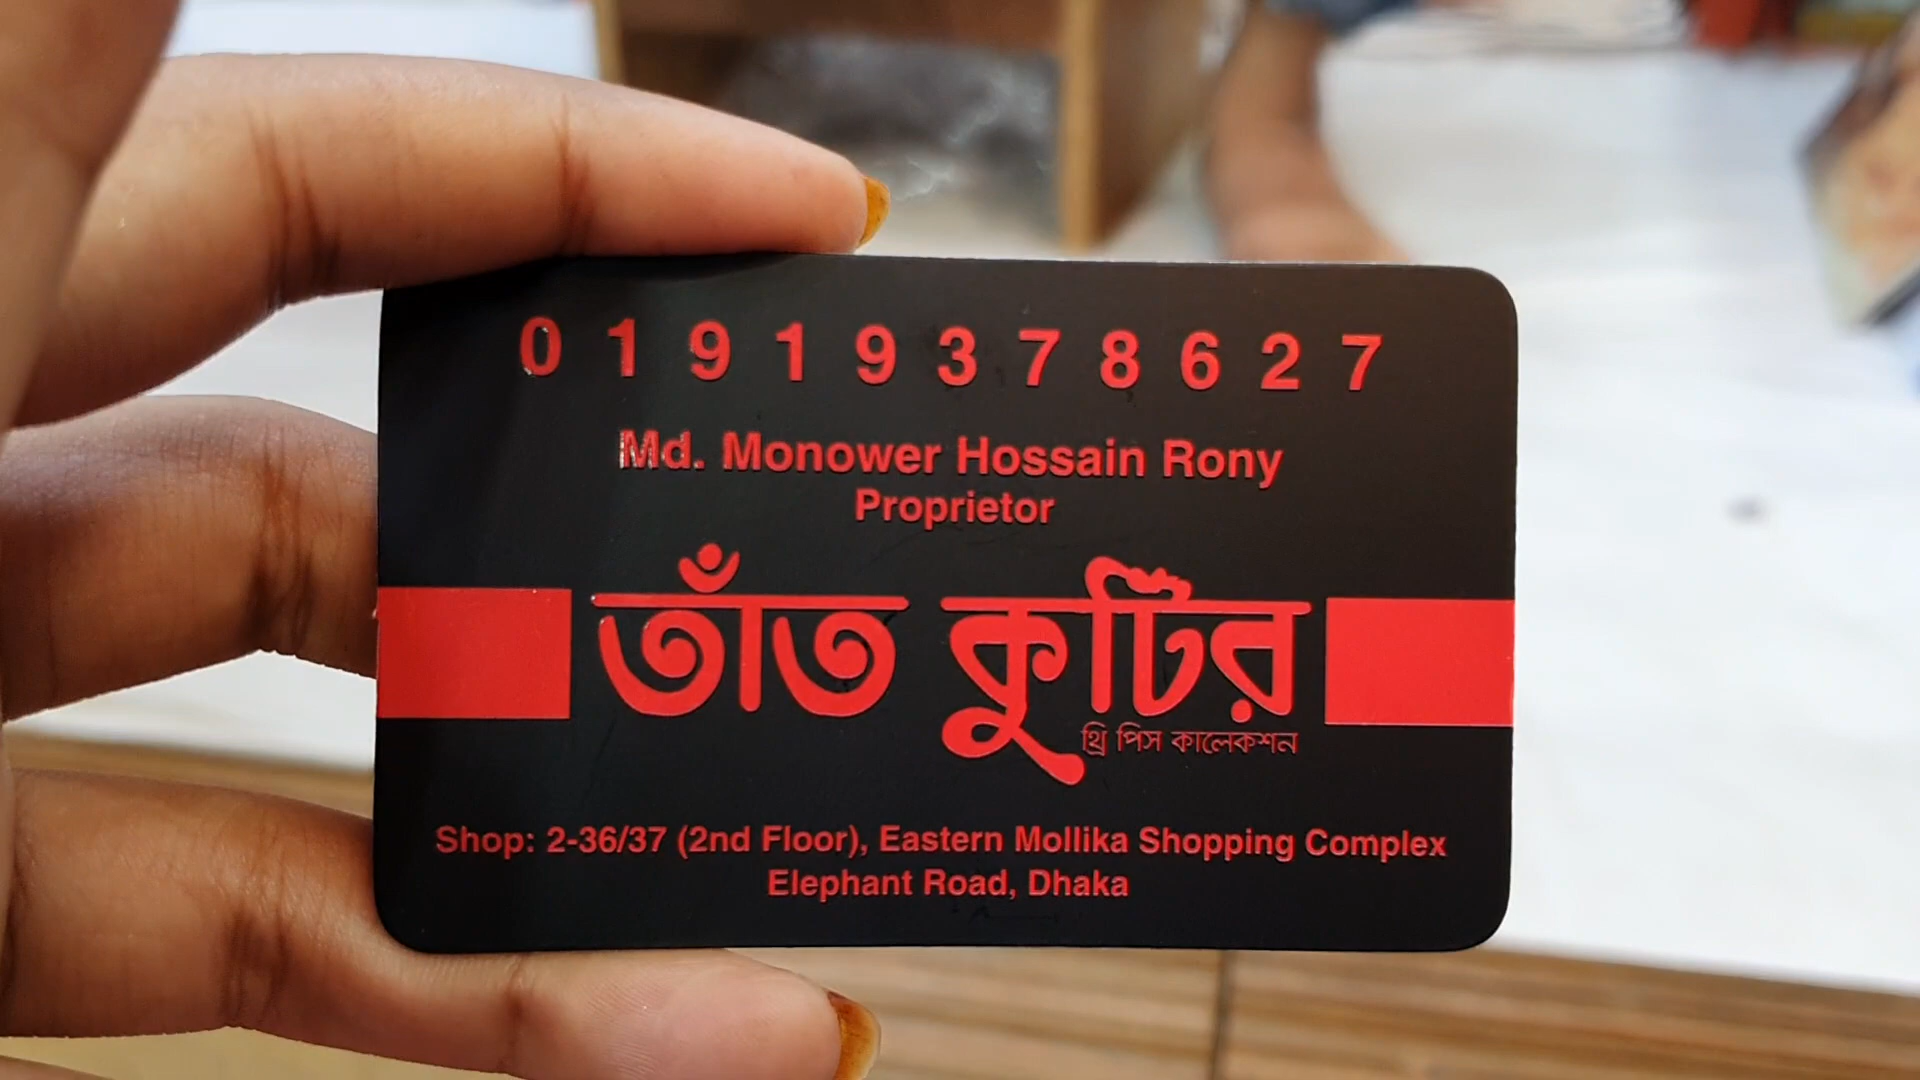 0 1 9 1 9 3 7 8 6 2 7
Md. Monower Hossain Rony
Proprietor
তাঁত কুটির
থ্রি পিস কালেকশন
Shop: 2-36/37 (2nd Floor), Eastern Mollika Shopping Complex
Elephant Road, Dhaka